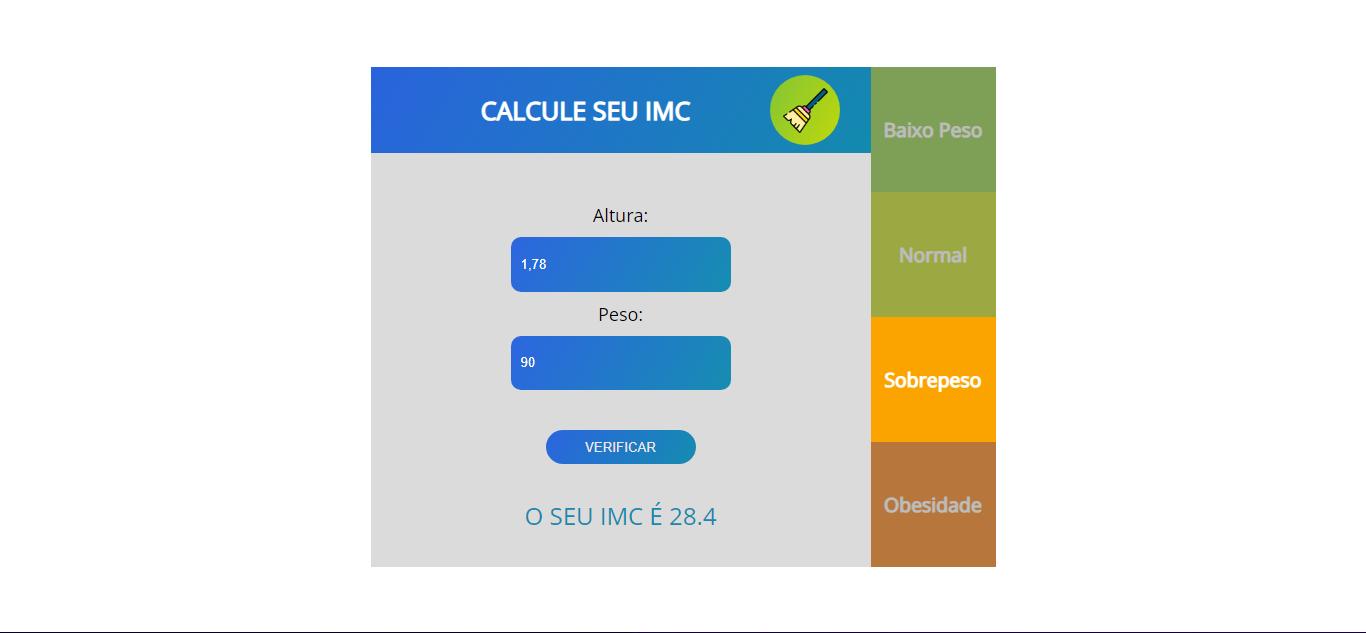 CALCULE SEU IMC
Altura:
1,78
Peso:
90
VERIFICAR
O SEU IMC É 28.4
Baixo Peso
Normal
Sobrepeso
Obesidade